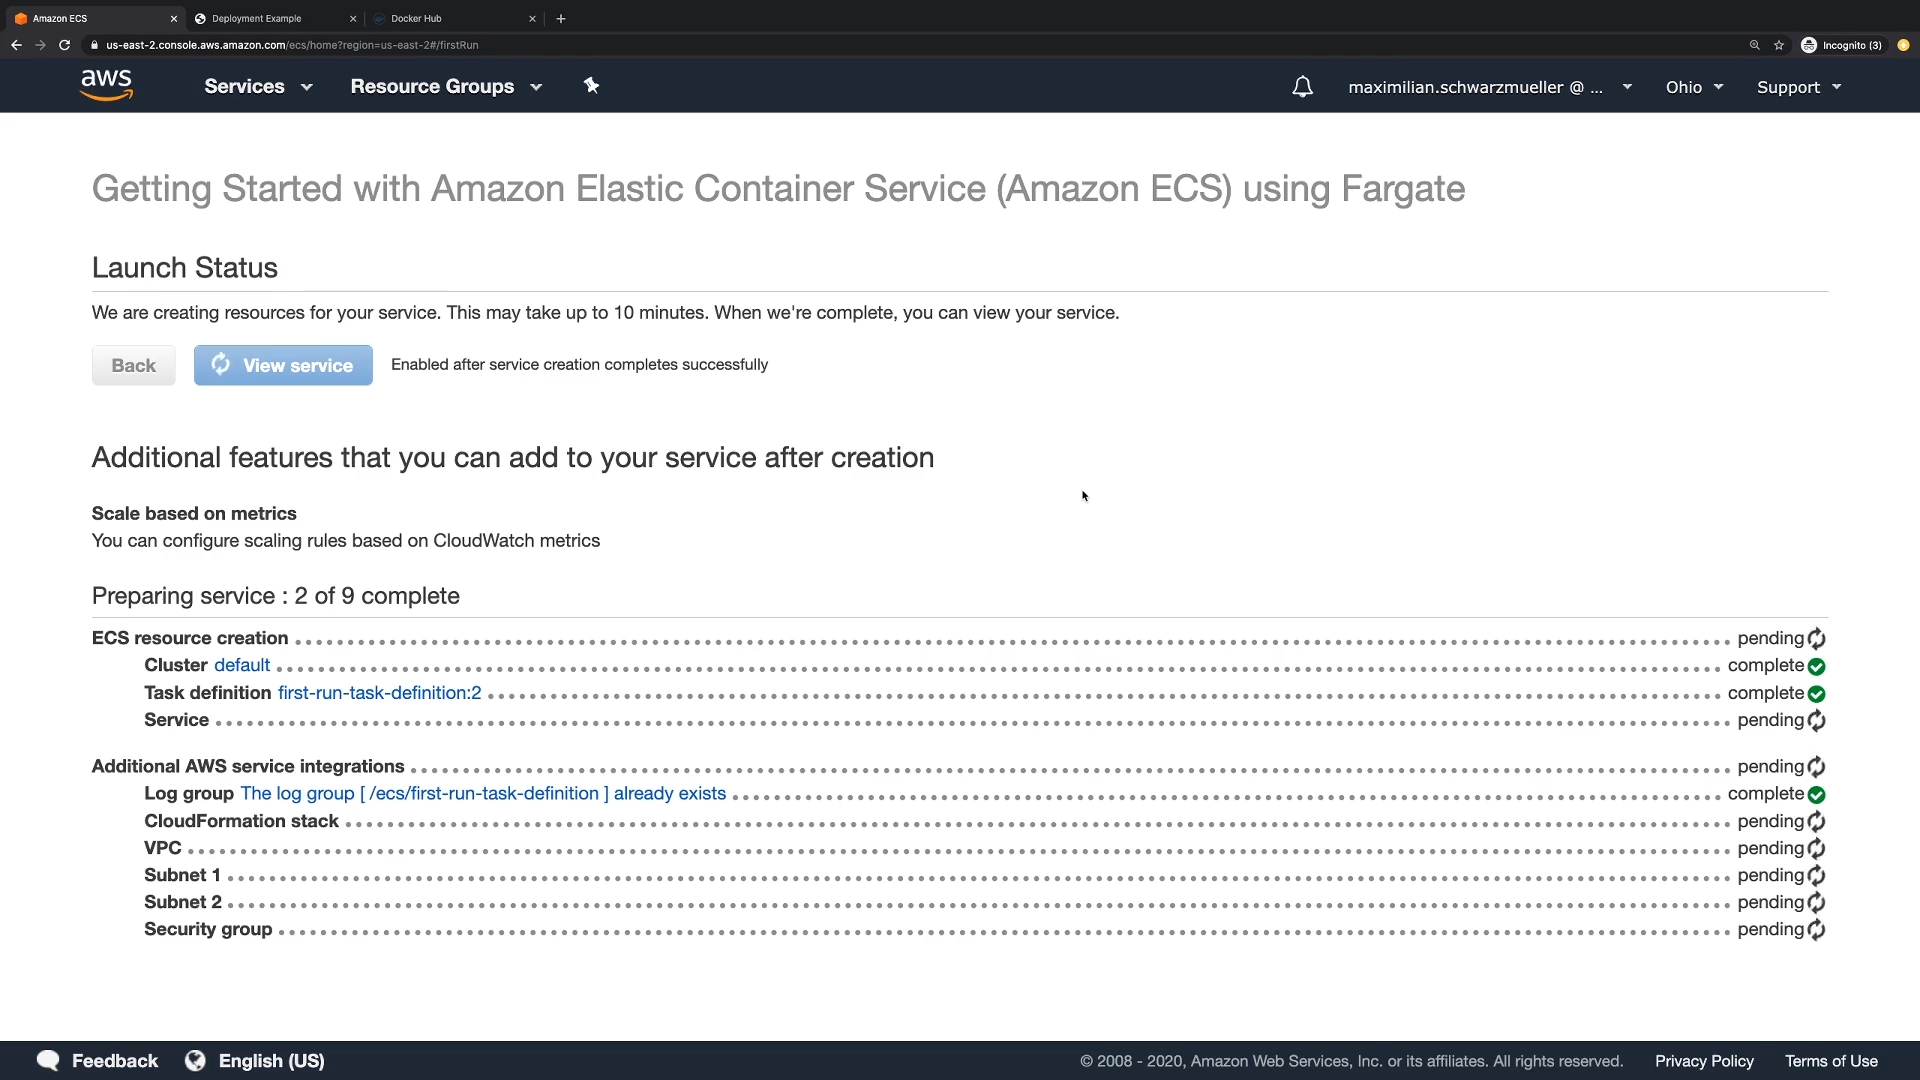 Amazon ECS
Deployment Example
Docker Hub
us-east-2.console.aws.amazon.com/ecs/home?region=us-east-2#/firstRun
Incognito (3)
aws
Services
Resource Groups
maximilian.schwarzmueller @ ...
Ohio
Support
Getting Started with Amazon Elastic Container Service (Amazon ECS) using Fargate
Launch Status
We are creating resources for your service. This may take up to 10 minutes. When we're complete, you can view your service.
Back
View service
Enabled after service creation completes successfully
Additional features that you can add to your service after creation
Scale based on metrics
You can configure scaling rules based on CloudWatch metrics
Preparing service : 2 of 9 complete
ECS resource creation pending
Cluster default complete
Task definition first-run-task-definition:2 complete
Service pending
Additional AWS service integrations pending
Log group The log group [ /ecs/first-run-task-definition ] already exists complete
CloudFormation stack pending
VPC pending
Subnet 1 pending
Subnet 2 pending
Security group pending
Feedback
English (US)
© 2008 - 2020, Amazon Web Services, Inc. or its affiliates. All rights reserved.
Privacy Policy
Terms of Use